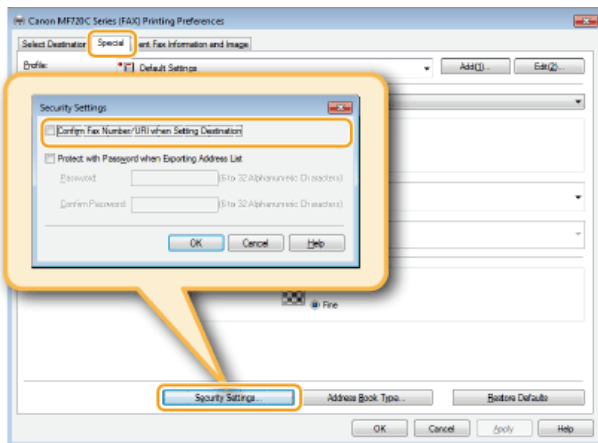 Canon MF720C Series (FAX) Printing Preferences
Select Destination Special ent Fax Information and Image
Profile: Default Settings Add(1)... Edit(2)...
Security Settings
Confirm Fax Number/URI when Setting Destination
Protect with Password when Exporting Address List
Password: (6 to 32 Alphanumeric Characters)
Confirm Password: (6 to 32 Alphanumeric Characters)
OK Cancel Help
Fine
Security Settings... Address Book Type... Restore Defaults
OK Cancel Apply Help